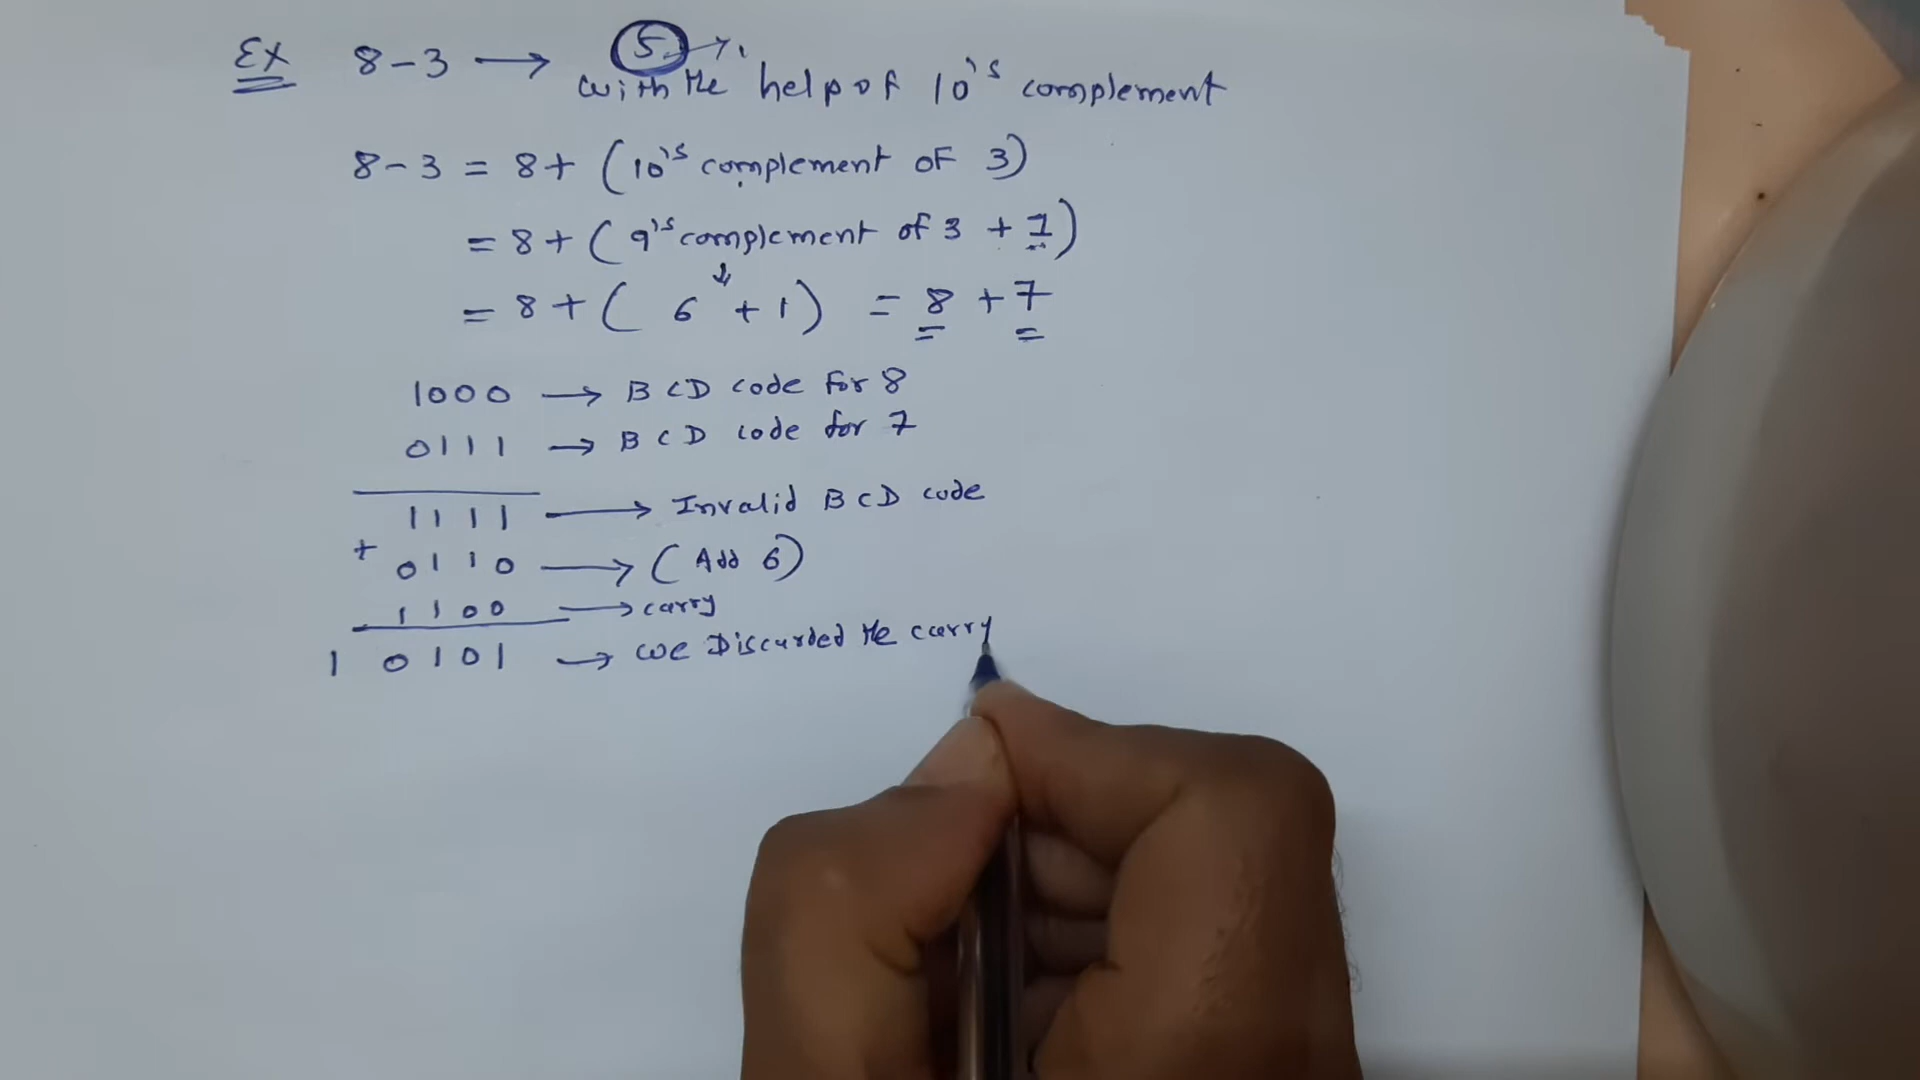 Ex 8-3 → 5
with the help of 10's complement
8-3 = 8+ (10's complement of 3)
= 8+ (9's complement of 3 + 1)
= 8+ ( 6 + 1) = 8 + 7
1000 → BCD code for 8
0111 → BCD code for 7
1111 → Invalid BCD code
+ 0110 → (Add 6)
1100 → carry
1 0101 → we Discarded the carry